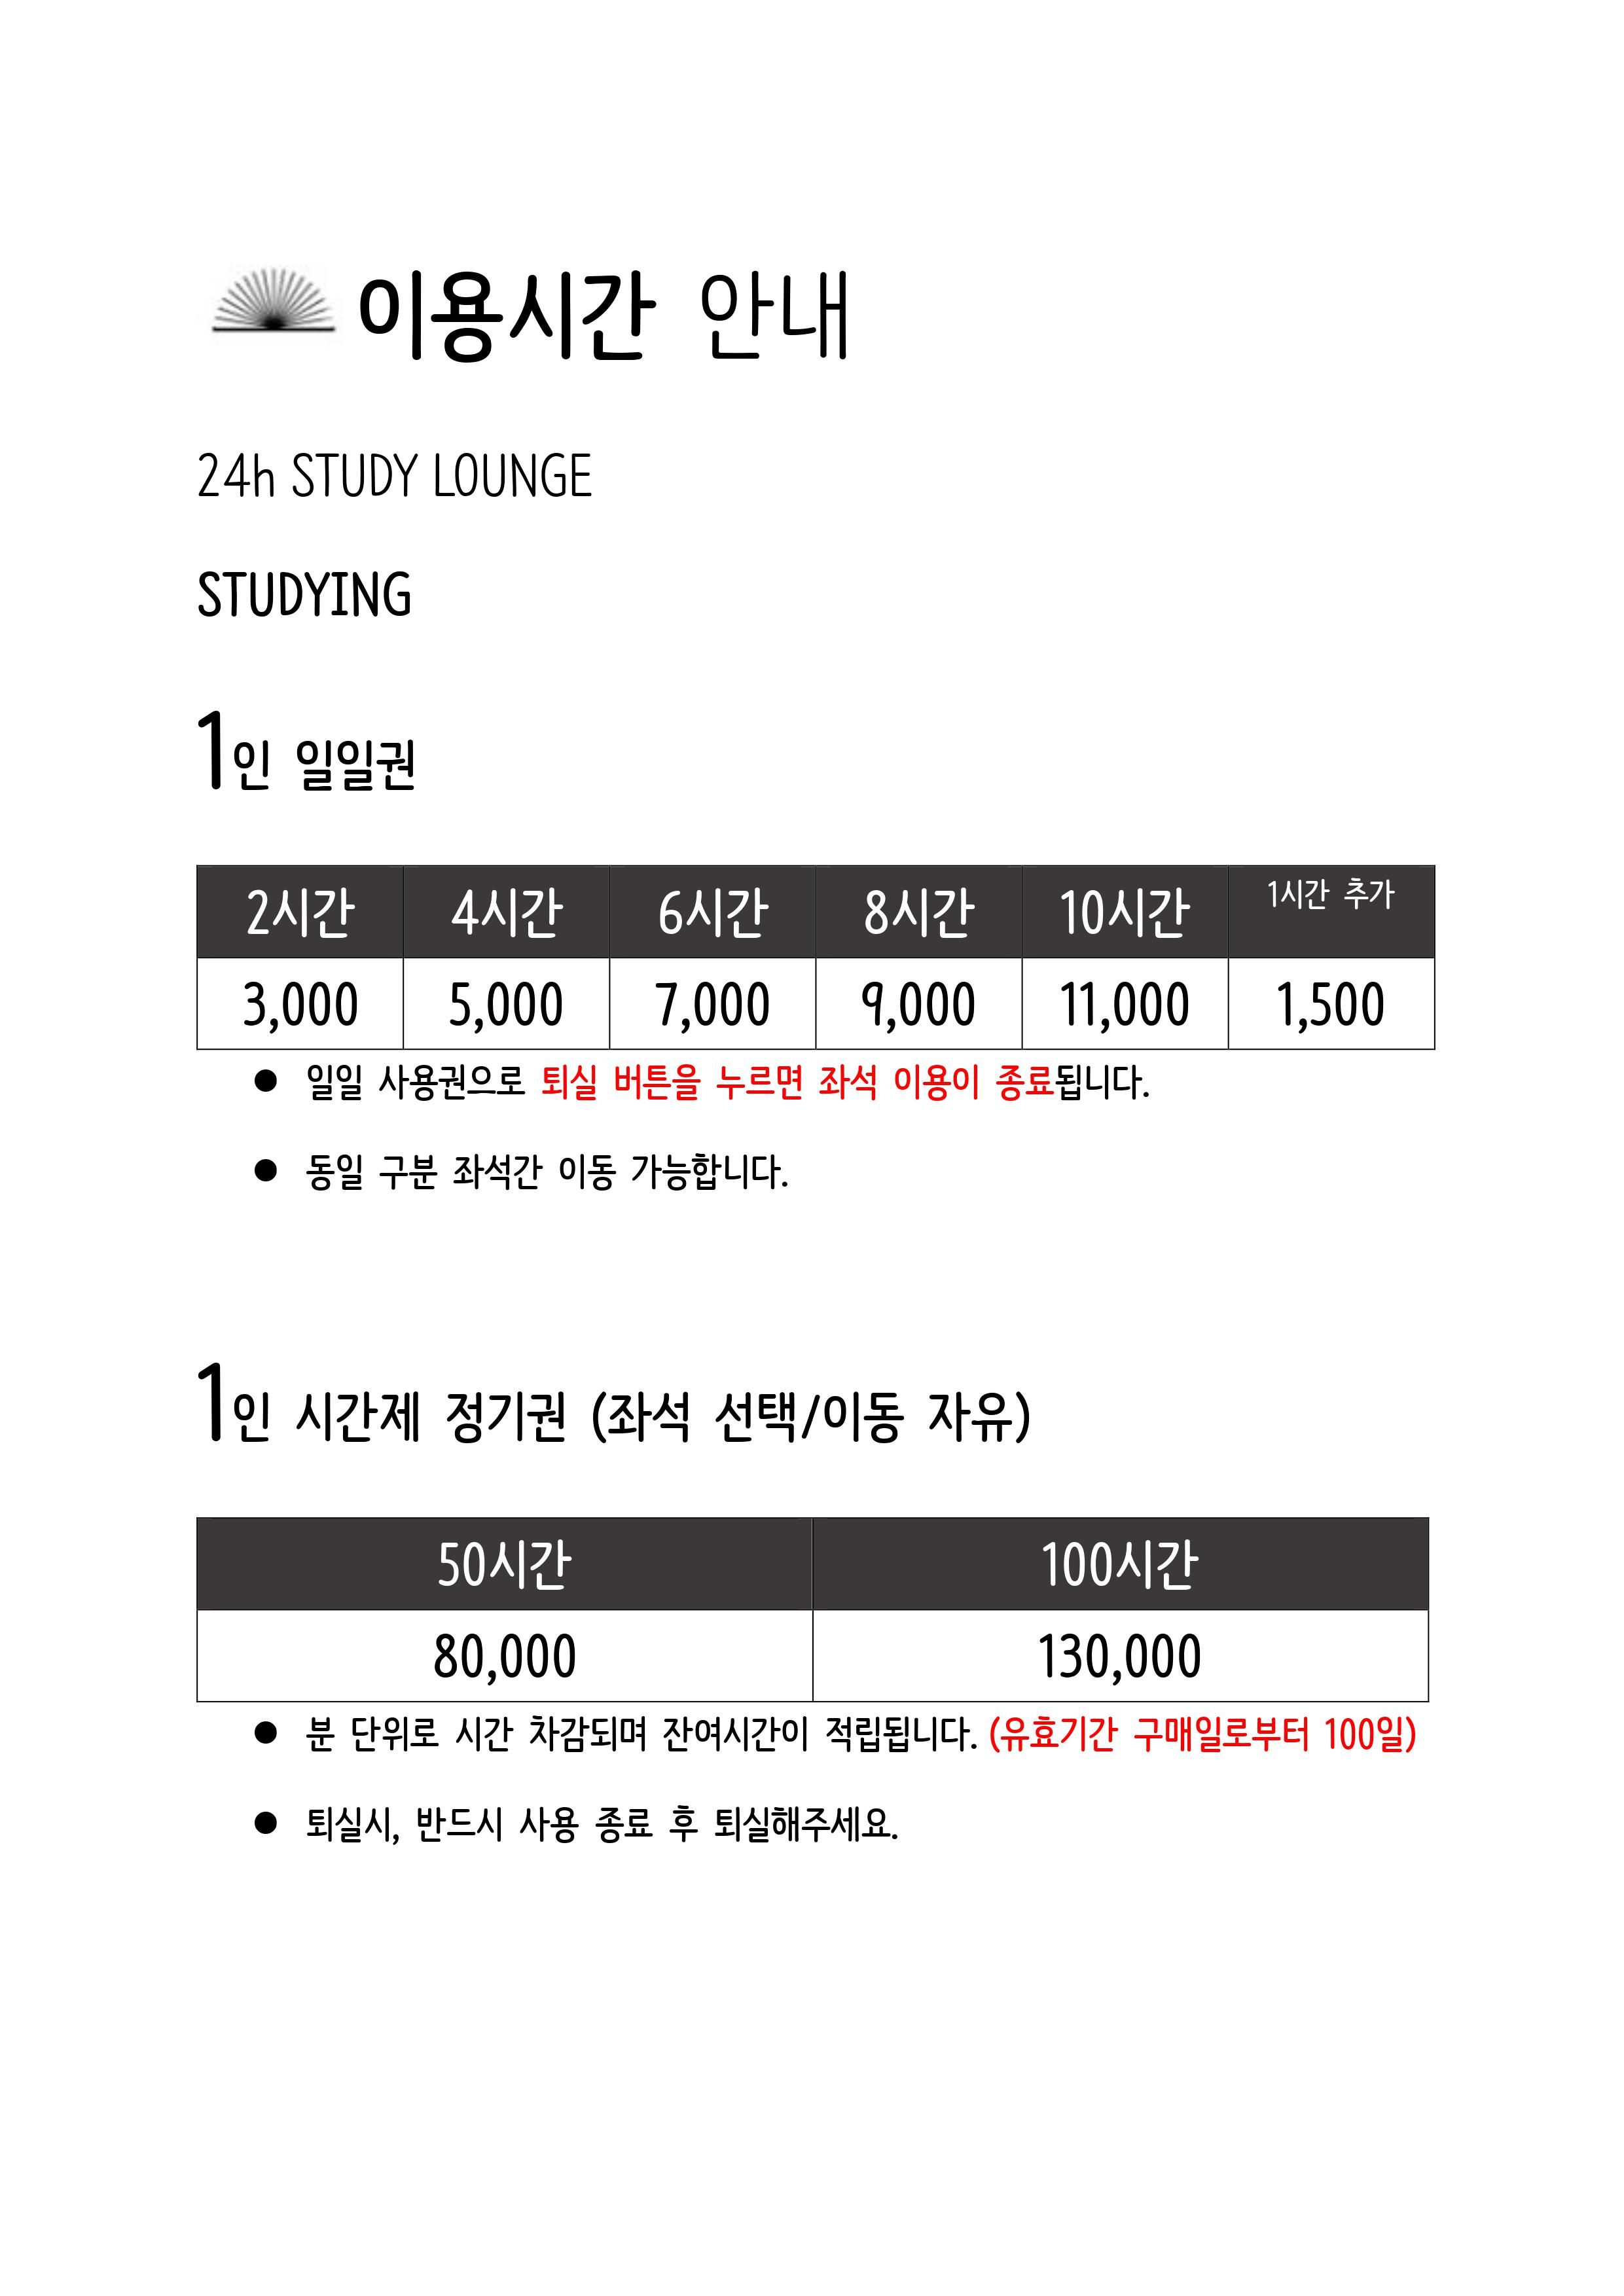 이용시간 안내
24h STUDY LOUNGE
STUDYING
1인 일일권
2시간 4시간 6시간 8시간 10시간 1시간 추가
3,000 5,000 7,000 9,000 11,000 1,500
● 일일 사용권으로 퇴실 버튼을 누르면 좌석 이용이 종료됩니다.
● 동일 구분 좌석간 이동 가능합니다.
1인 시간제 정기권 (좌석 선택/이동 자유)
50시간 100시간
80,000 130,000
● 분 단위로 시간 차감되며 잔여시간이 적립됩니다. (유효기간 구매일로부터 100일)
● 퇴실시, 반드시 사용 종료 후 퇴실해주세요.